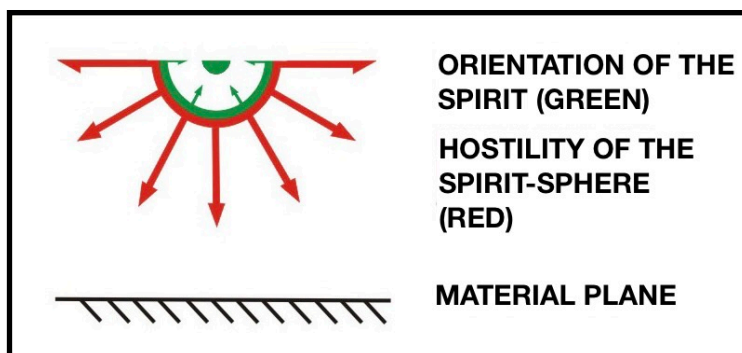 ORIENTATION OF THE
SPIRIT (GREEN)
HOSTILITY OF THE
SPIRIT-SPHERE
(RED)
MATERIAL PLANE